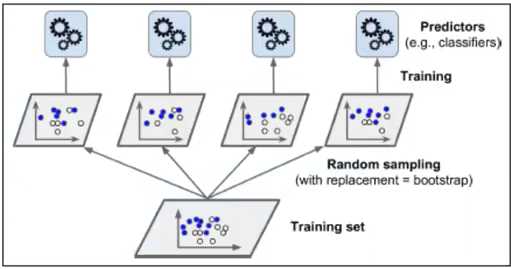 Predictors
(e.g., classifiers)
Training
Random sampling
(with replacement = bootstrap)
Training set